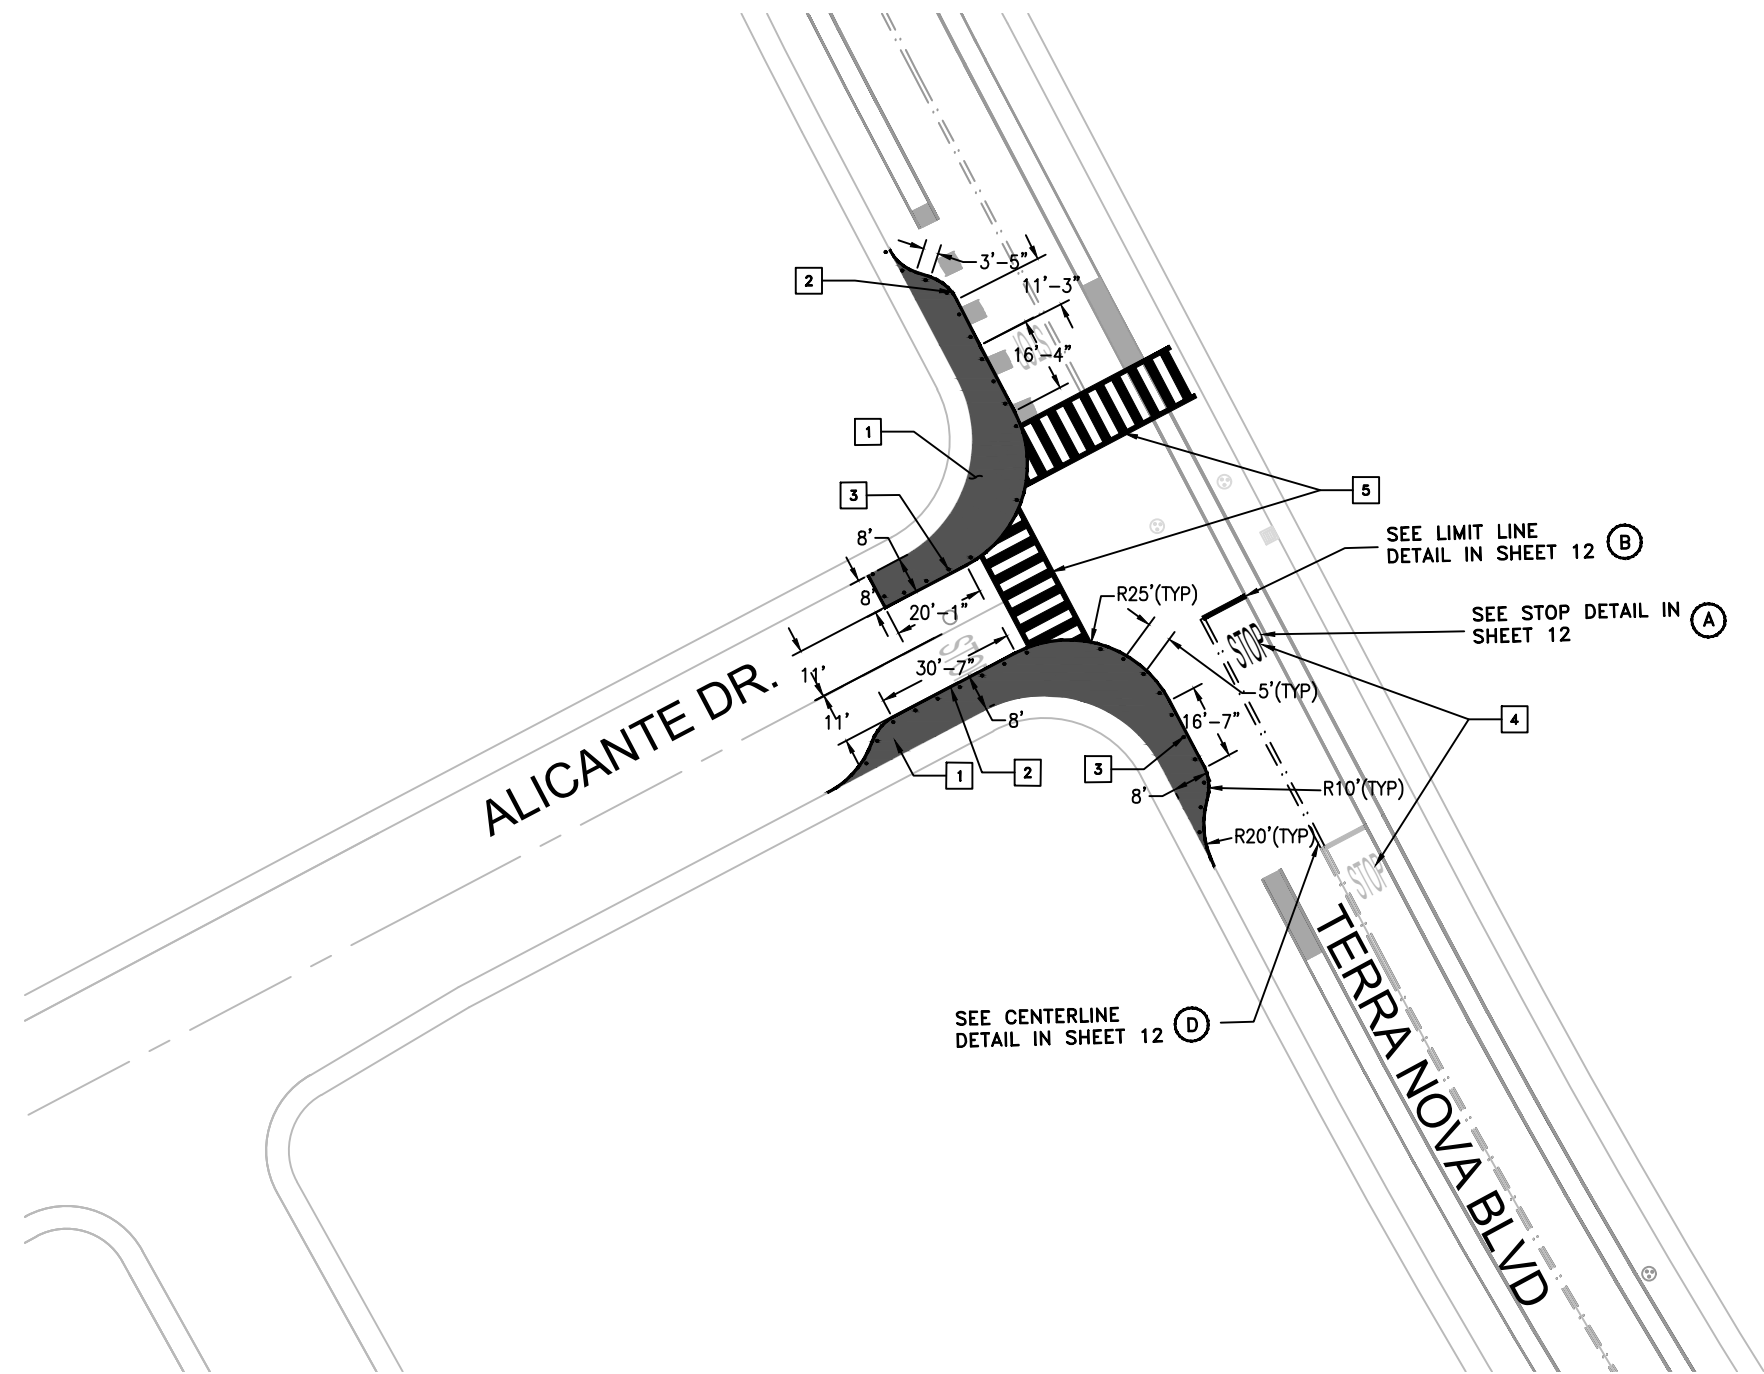 3'-5"
2
11'-3"
STOP
16'-4"
1
3
5
8'
SEE LIMIT LINE
DETAIL IN SHEET 12
B
8'
R25'(TYP)
20'-1"
SEE STOP DETAIL IN
SHEET 12
A
STOP
STOP
30'-7"
11'
5'(TYP)
11'
8'
16'-7"
4
1
2
3
8'
R10'(TYP)
R20'(TYP)
STOP
ALICANTE DR.
TERRA NOVA BLVD
SEE CENTERLINE
DETAIL IN SHEET 12
D